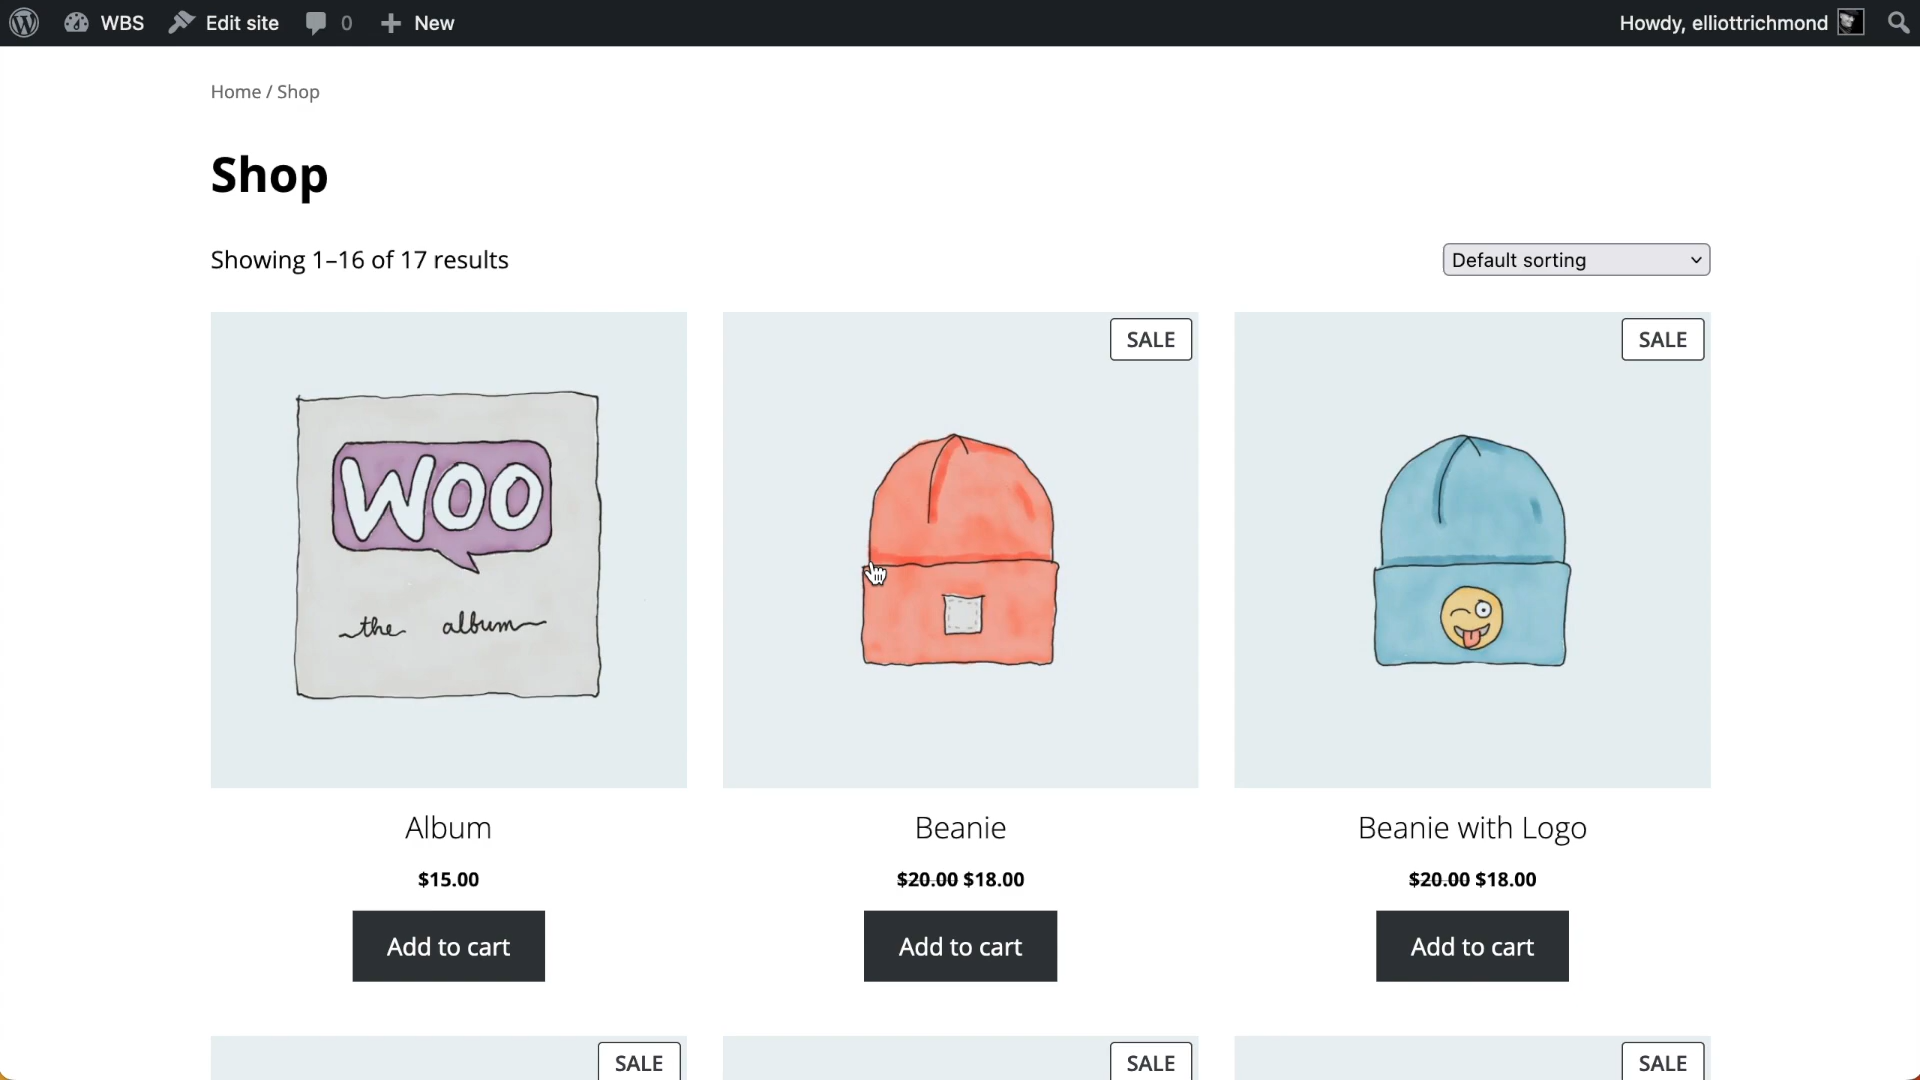 WBS Edit site 0 New Howdy, elliottrichmond
Home / Shop
Shop
Showing 1–16 of 17 results Default sorting
SALE SALE
WOO
the album
Album Beanie Beanie with Logo
$15.00 $20.00 $18.00 $20.00 $18.00
Add to cart Add to cart Add to cart
SALE SALE SALE